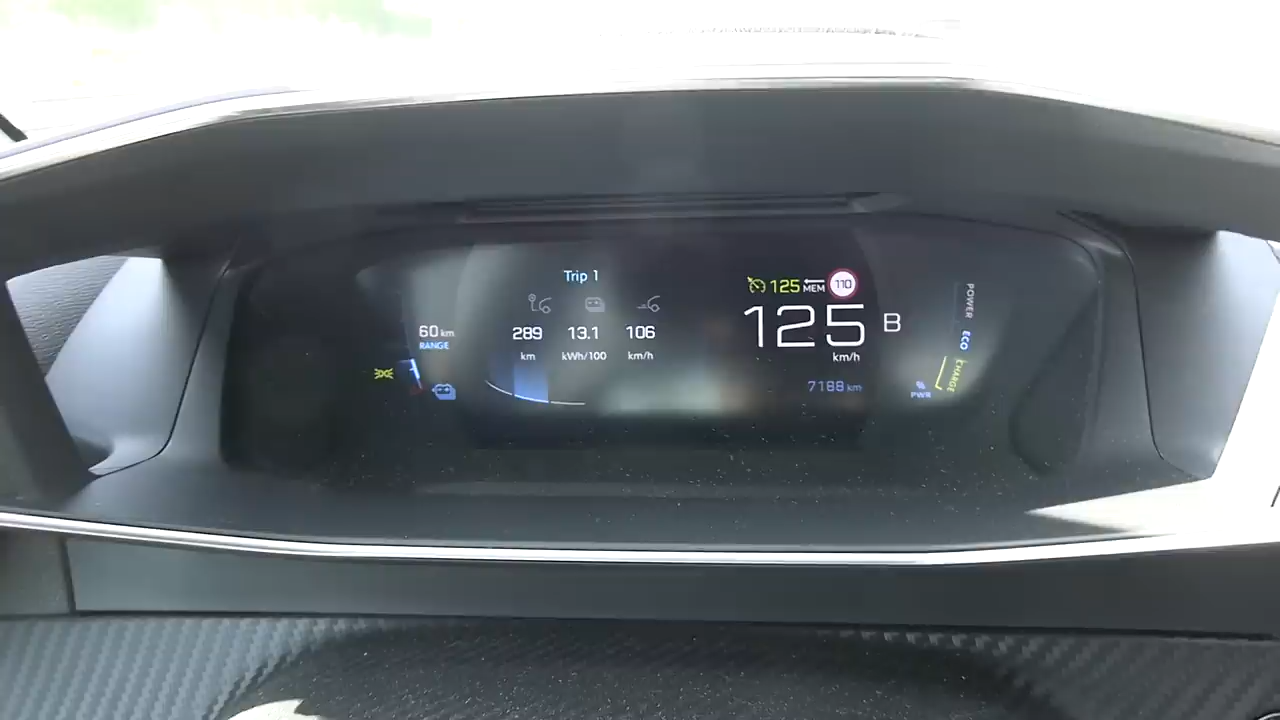 Trip 1
125 MEM 110
60 km
RANGE
289 13.1 106
km kWh/100 km/h
125 B
km/h
7188 km
PWR
POWER
ECO
CHARGE